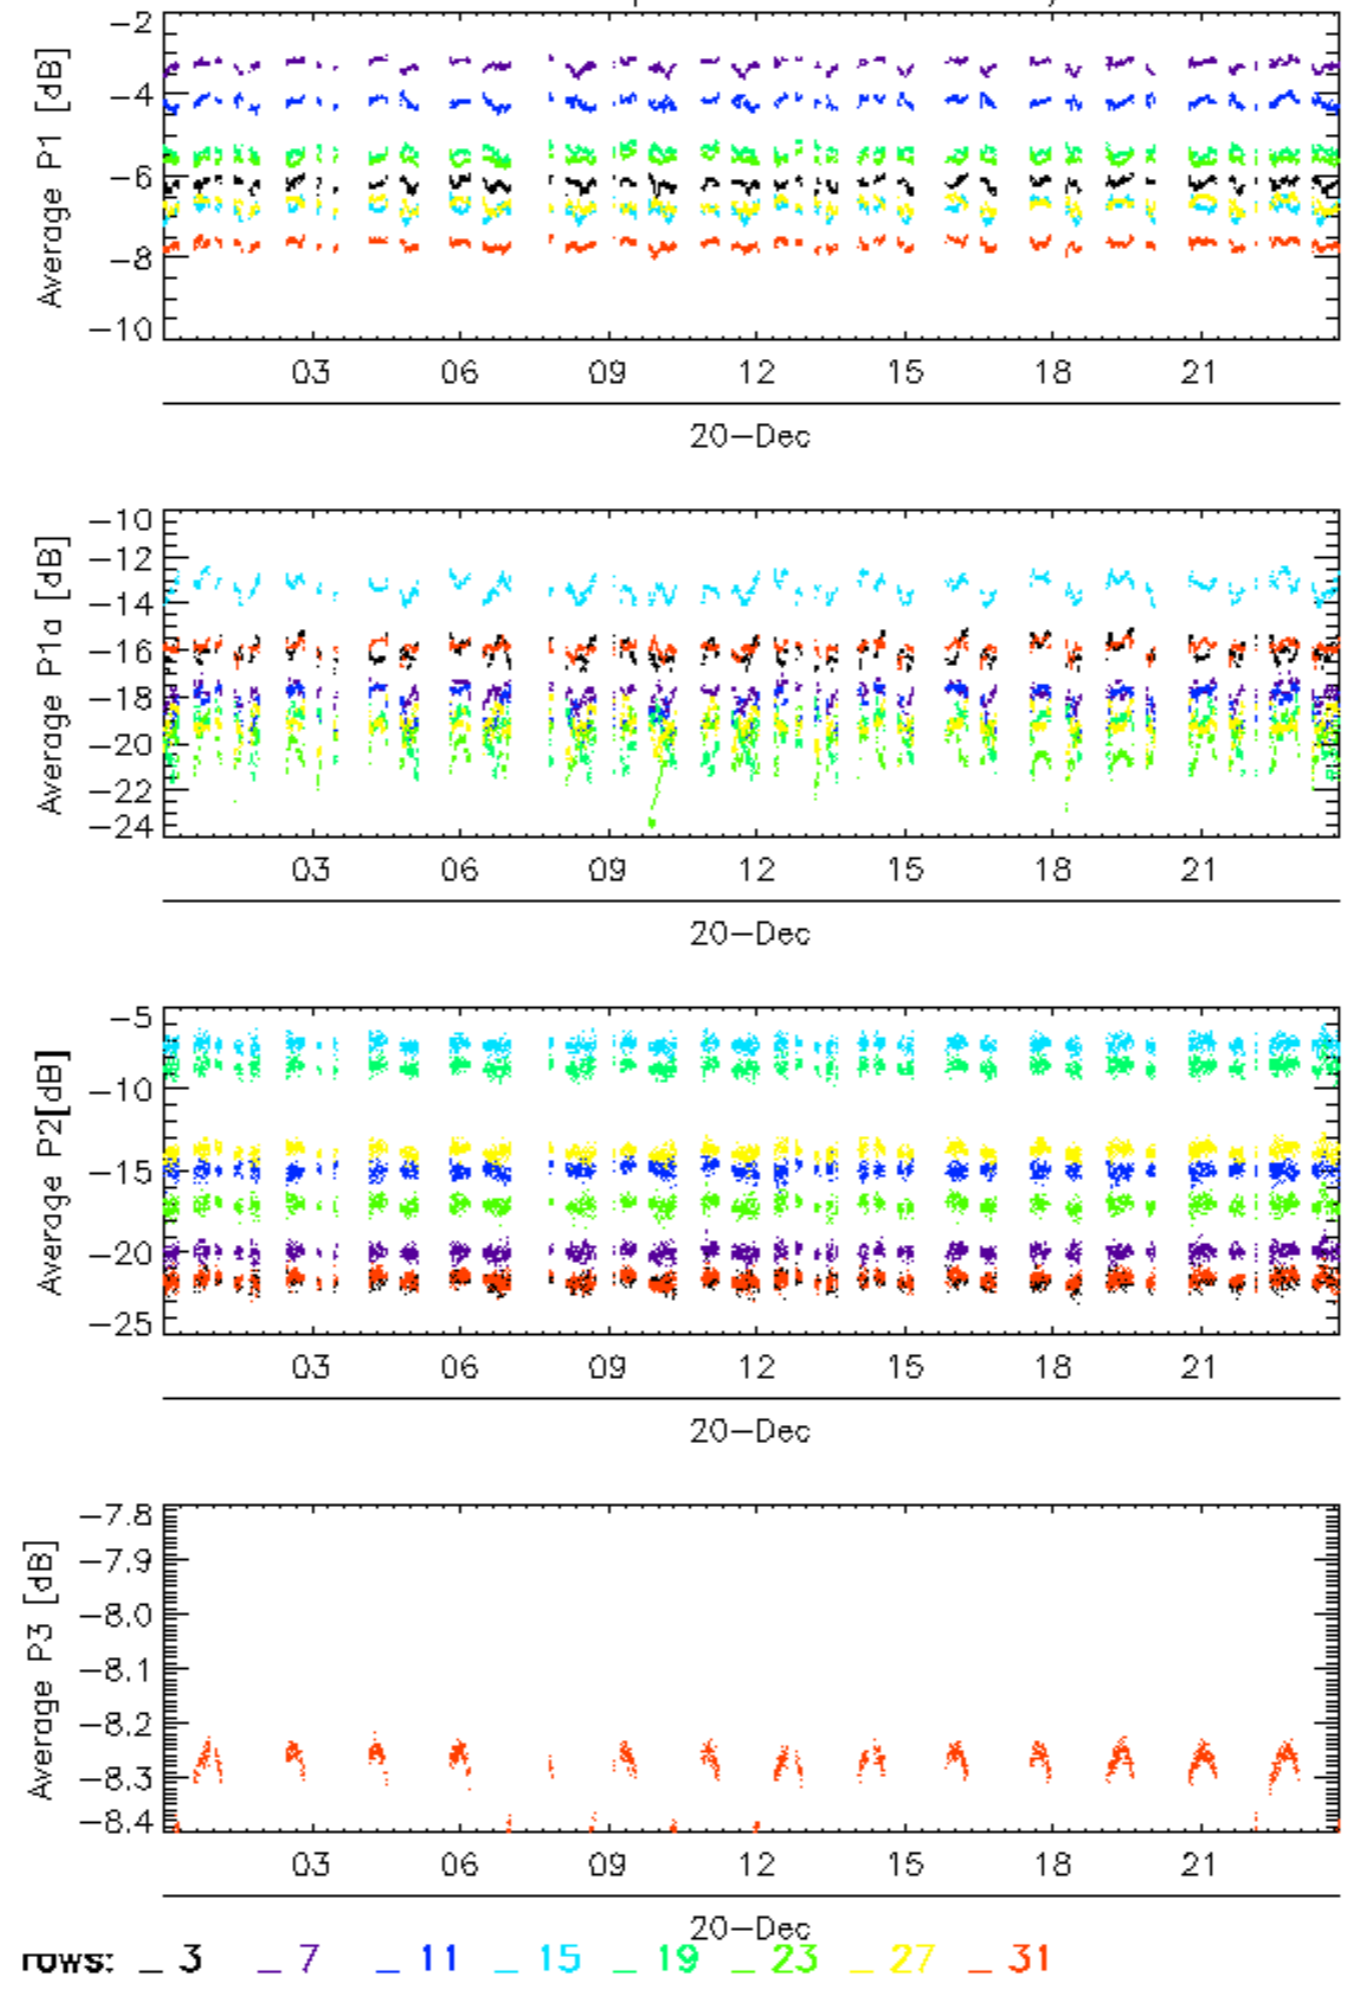 -2
-4
-6
-8
-10
Average P1 [dB]
03 06 09 12 15 18 21
20-Dec
-10
-12
-14
-16
-18
-20
-22
-24
Average P1a [dB]
03 06 09 12 15 18 21
20-Dec
-5
-10
-15
-20
-25
Average P2[dB]
03 06 09 12 15 18 21
20-Dec
-7.8
-7.9
-8.0
-8.1
-8.2
-8.3
-8.4
Average P3 [dB]
03 06 09 12 15 18 21
20-Dec
rows: _ 3 _ 7 _ 11 _ 15 _ 19 _ 23 _ 27 _ 31